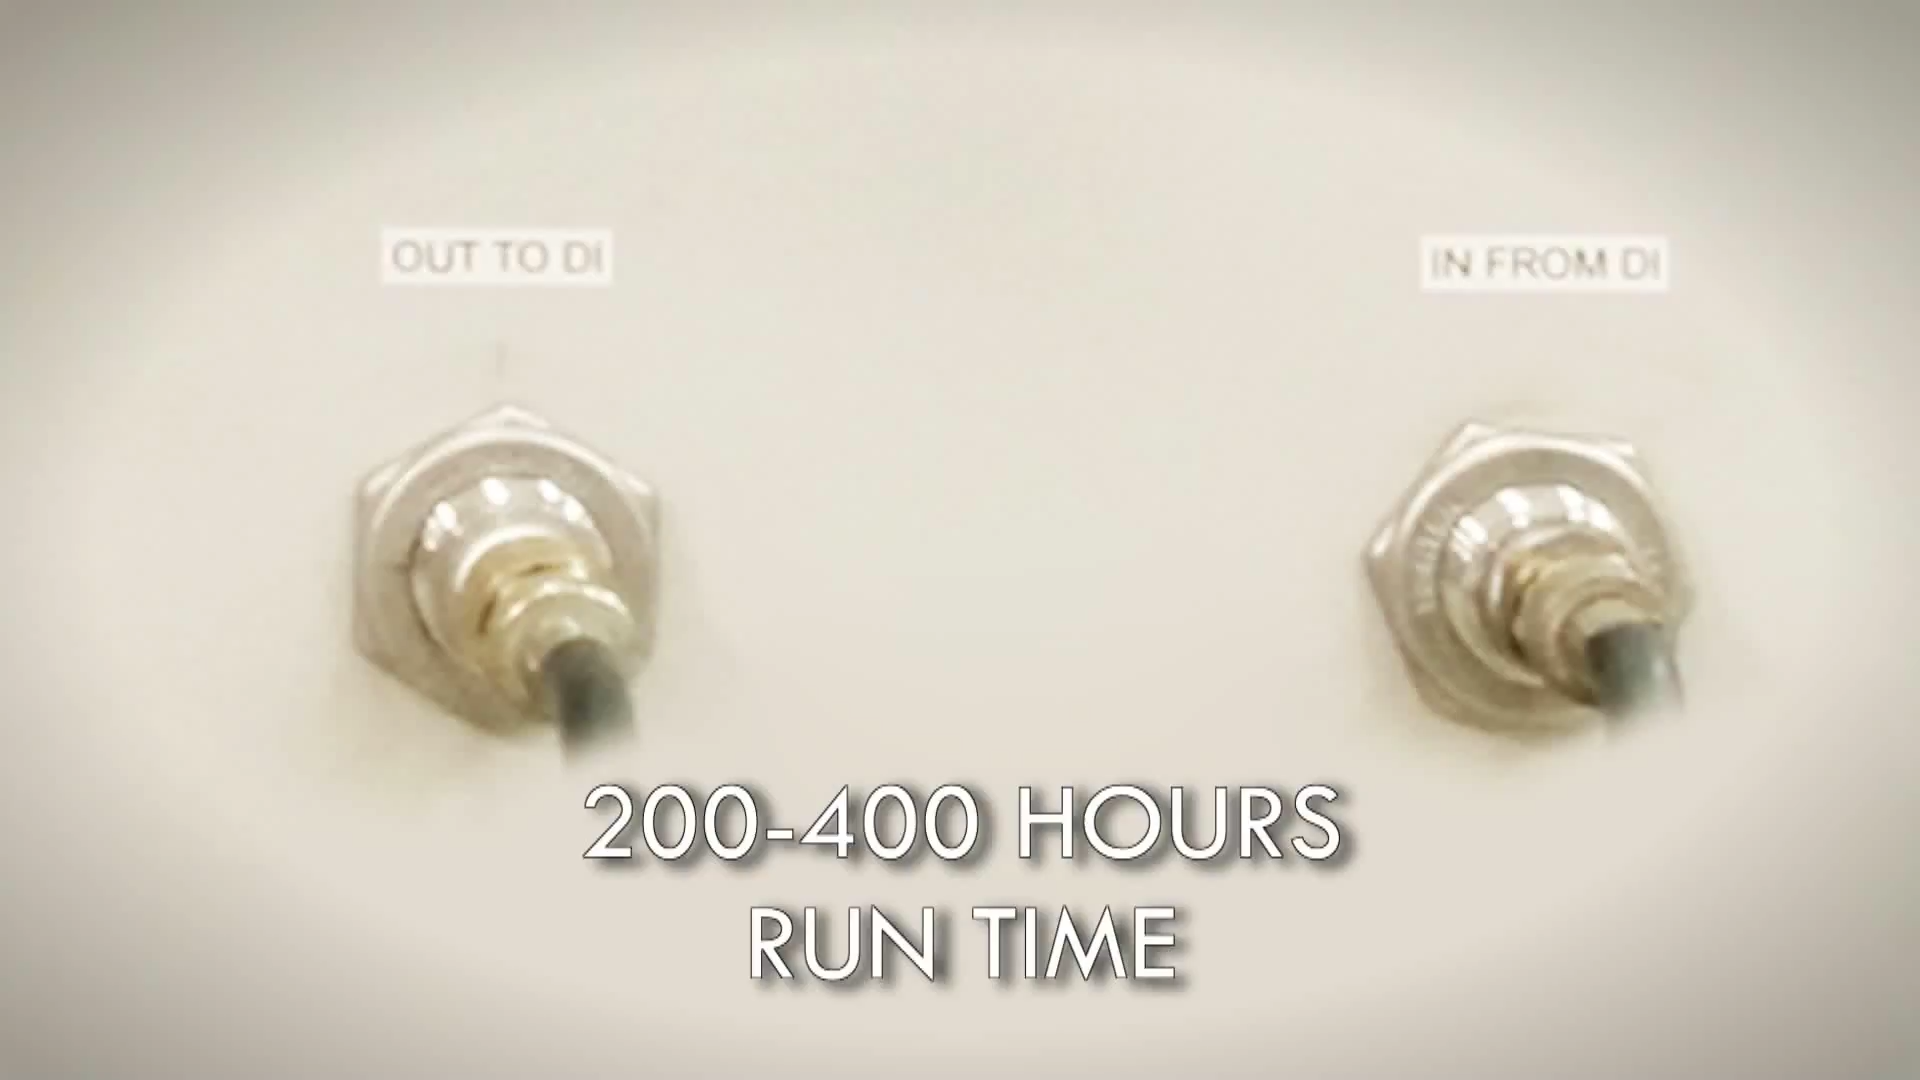 OUT TO DI
IN FROM DI
200-400 HOURS
RUN TIME